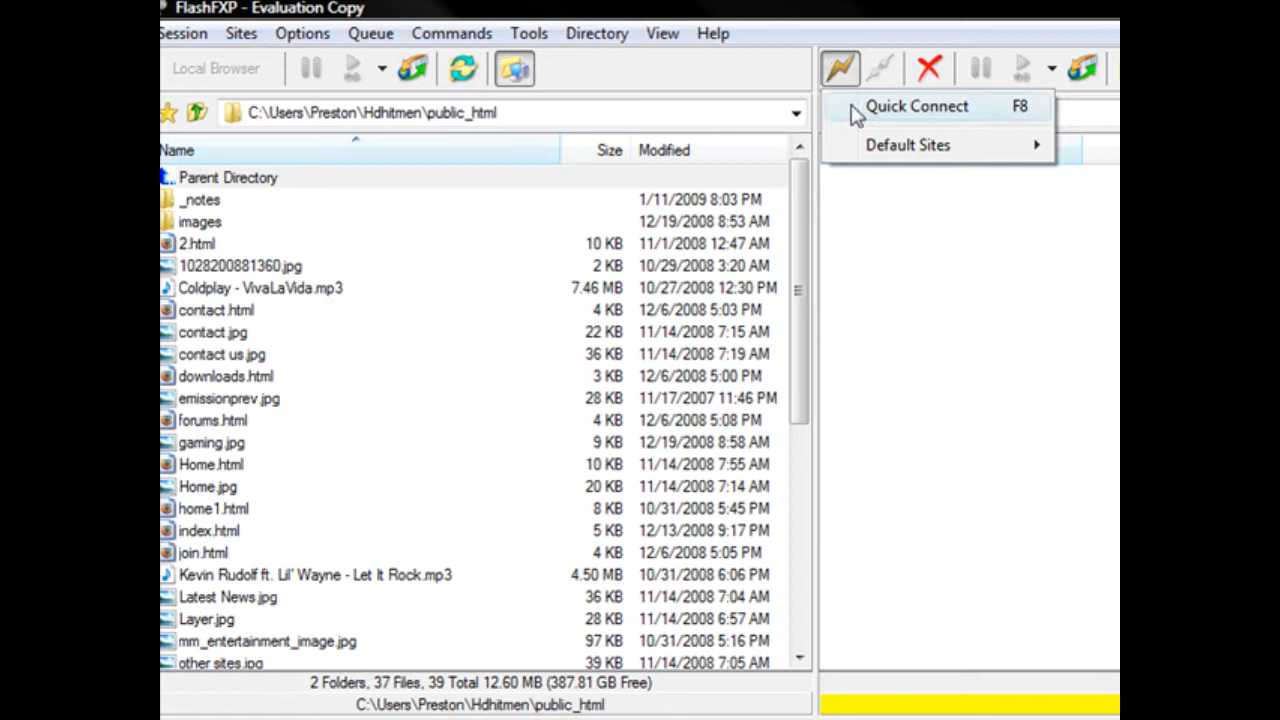 FlashFXP - Evaluation Copy
Session Sites Options Queue Commands Tools Directory View Help
Local Browser
Quick Connect F8
C:\Users\Preston\Hdhitmen\public_html
Default Sites
Name Size Modified
Parent Directory
_notes 1/11/2009 8:03 PM
images 12/19/2008 8:53 AM
2.html 10 KB 11/1/2008 12:47 AM
1028200881360.jpg 2 KB 10/29/2008 3:20 AM
Coldplay - VivaLaVida.mp3 7.46 MB 10/27/2008 12:30 PM
contact.html 4 KB 12/6/2008 5:03 PM
contact.jpg 22 KB 11/14/2008 7:15 AM
contact us.jpg 36 KB 11/14/2008 7:19 AM
downloads.html 3 KB 12/6/2008 5:00 PM
emissionprev.jpg 28 KB 11/17/2007 11:46 PM
forums.html 4 KB 12/6/2008 5:08 PM
gaming.jpg 9 KB 12/19/2008 8:58 AM
Home.html 10 KB 11/14/2008 7:55 AM
Home.jpg 20 KB 11/14/2008 7:14 AM
home1.html 8 KB 10/31/2008 5:45 PM
index.html 5 KB 12/13/2008 9:17 PM
join.html 4 KB 12/6/2008 5:05 PM
Kevin Rudolf ft. Lil' Wayne - Let It Rock.mp3 4.50 MB 10/31/2008 6:06 PM
Latest News.jpg 36 KB 11/14/2008 7:04 AM
Layer.jpg 28 KB 11/14/2008 6:57 AM
mm_entertainment_image.jpg 97 KB 10/31/2008 5:16 PM
other sites.jpg 39 KB 11/14/2008 7:05 AM
2 Folders, 37 Files, 39 Total 12.60 MB (387.81 GB Free)
C:\Users\Preston\Hdhitmen\public_html